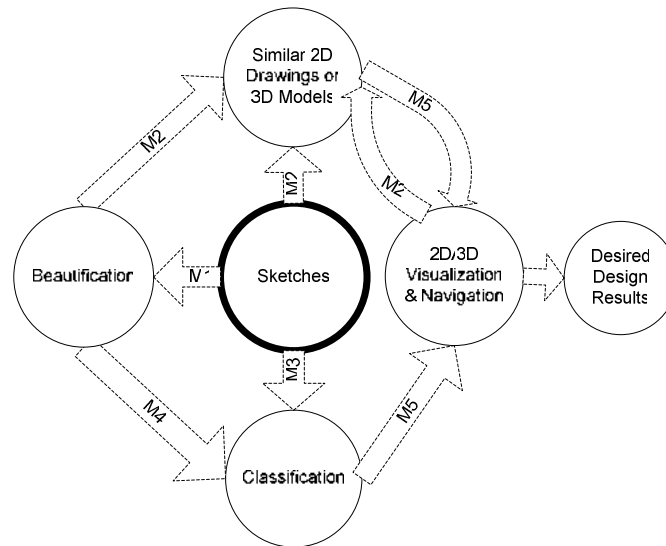 Similar 2D
Drawings or
3D Models
M5
M2
M2
M2
Beautification
Sketches
2D/3D
Visualization
& Navigation
Desired
Design
Results
M3
M4
M5
Classification